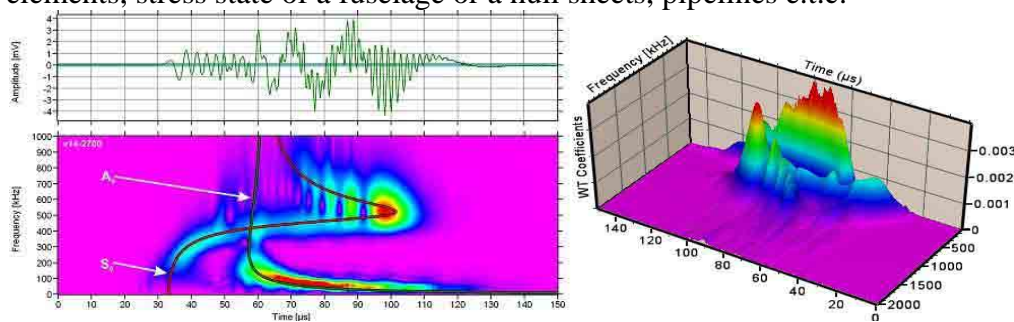 elements, stress state of a fuselage or a hull sheets, pipelines e.t.c.
Amplitude [mV]
4
3
2
1
0
-1
-2
-3
-4
Frequency [kHz]
1000
900
800
700
600
500
400
300
200
100
0
A₀
S₀
0 10 20 30 40 50 60 70 80 90 100 110 120 130 140 150
Time [µs]
Frequency [kHz]
Time (µs)
WT Coefficients
0.003
0.002
0.001
0
140 120 100 80 60 40 20 0
500
1000
1500
2000